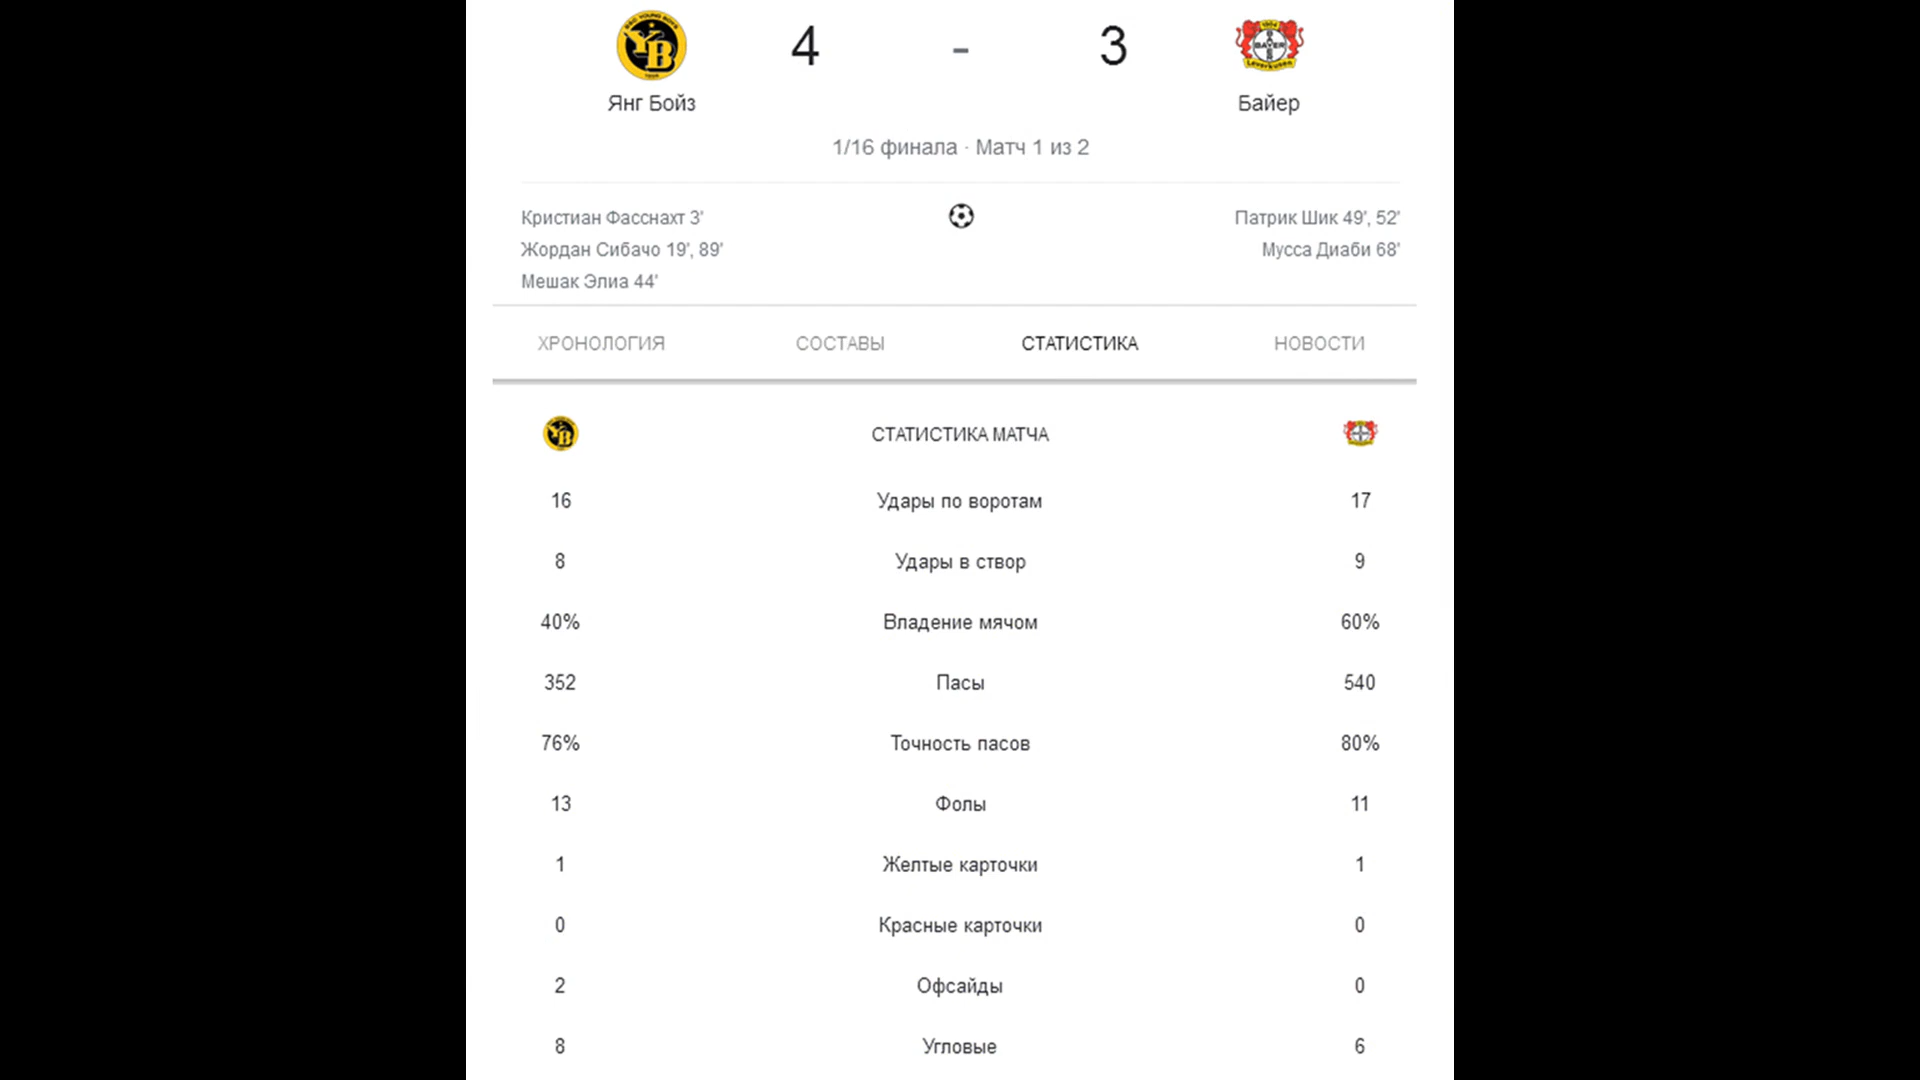 4 - 3
Янг Бойз Байер
1/16 финала · Матч 1 из 2
Кристиан Фасснахт 3' Патрик Шик 49', 52'
Жордан Сибачо 19', 89' Мусса Диаби 68'
Мешак Элиа 44'
ХРОНОЛОГИЯ СОСТАВЫ СТАТИСТИКА НОВОСТИ
СТАТИСТИКА МАТЧА
16 Удары по воротам 17
8 Удары в створ 9
40% Владение мячом 60%
352 Пасы 540
76% Точность пасов 80%
13 Фолы 11
1 Желтые карточки 1
0 Красные карточки 0
2 Офсайды 0
8 Угловые 6